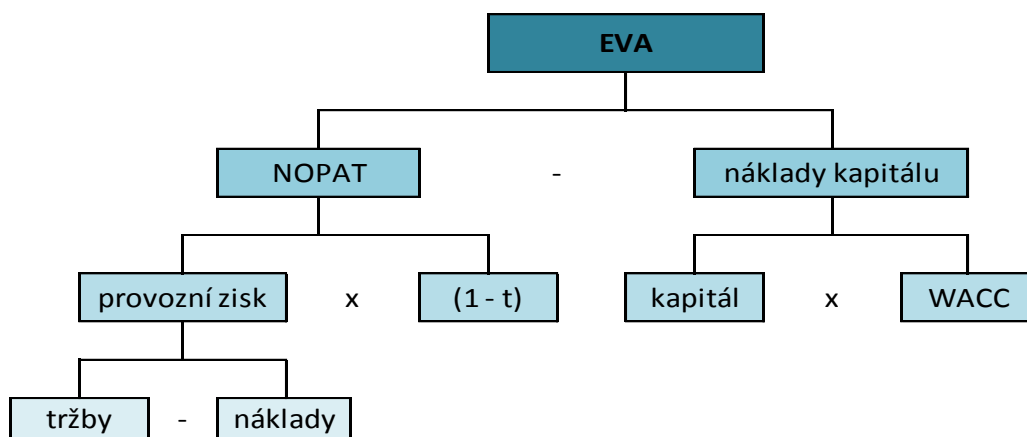 EVA
NOPAT - náklady kapitálu
provozní zisk x (1 - t) kapitál x WACC
tržby - náklady